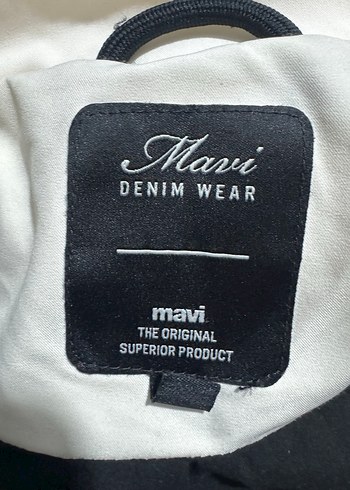 Mavi
DENIM WEAR
mavi
THE ORIGINAL
SUPERIOR PRODUCT